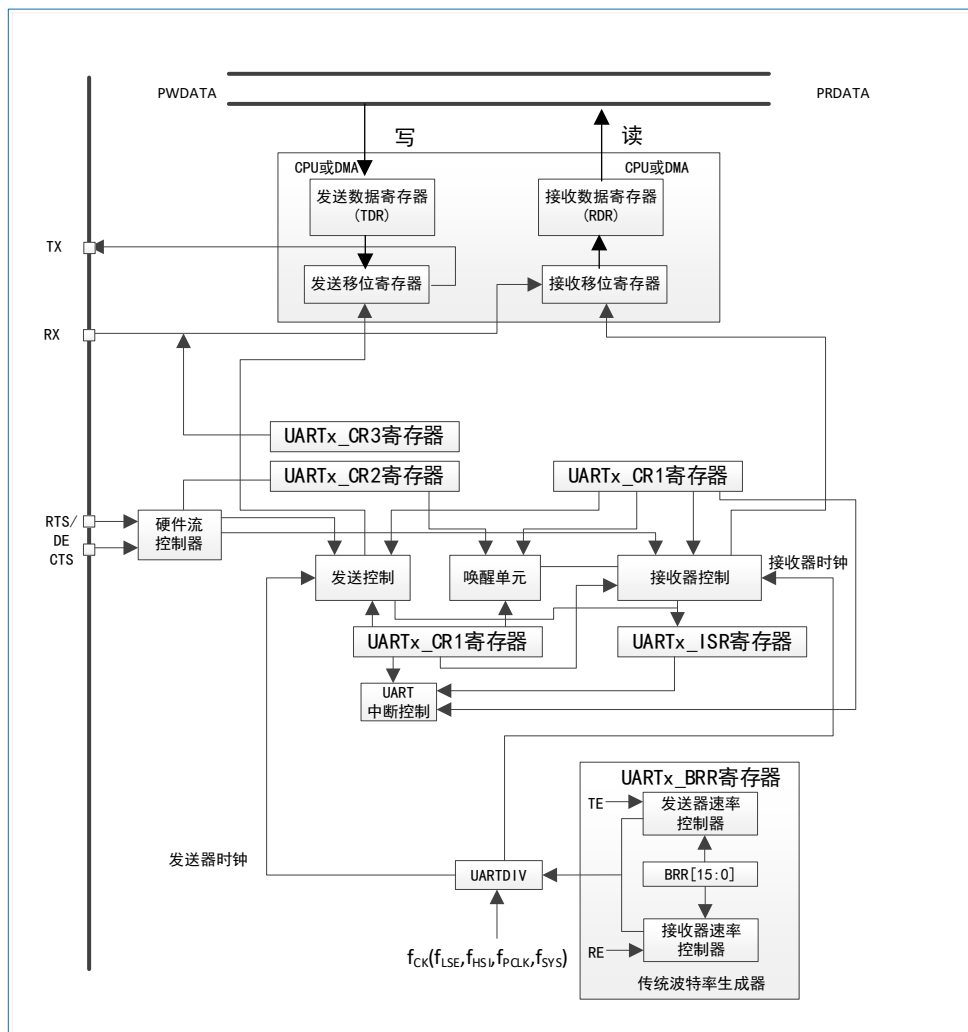 PWDATA
PRDATA
写
读
CPU或DMA
CPU或DMA
发送数据寄存器
(TDR)
接收数据寄存器
(RDR)
TX
发送移位寄存器
接收移位寄存器
RX
UARTx_CR3寄存器
UARTx_CR2寄存器
UARTx_CR1寄存器
RTS/
DE
CTS
硬件流
控制器
发送控制
唤醒单元
接收器控制
接收器时钟
UARTx_CR1寄存器
UARTx_ISR寄存器
UART
中断控制
UARTx_BRR寄存器
TE
发送器速率
控制器
发送器时钟
UARTDIV
BRR[15:0]
接收器速率
控制器
RE
fCK(fLSE,fHSI,fPCLK,fSYS)
传统波特率生成器